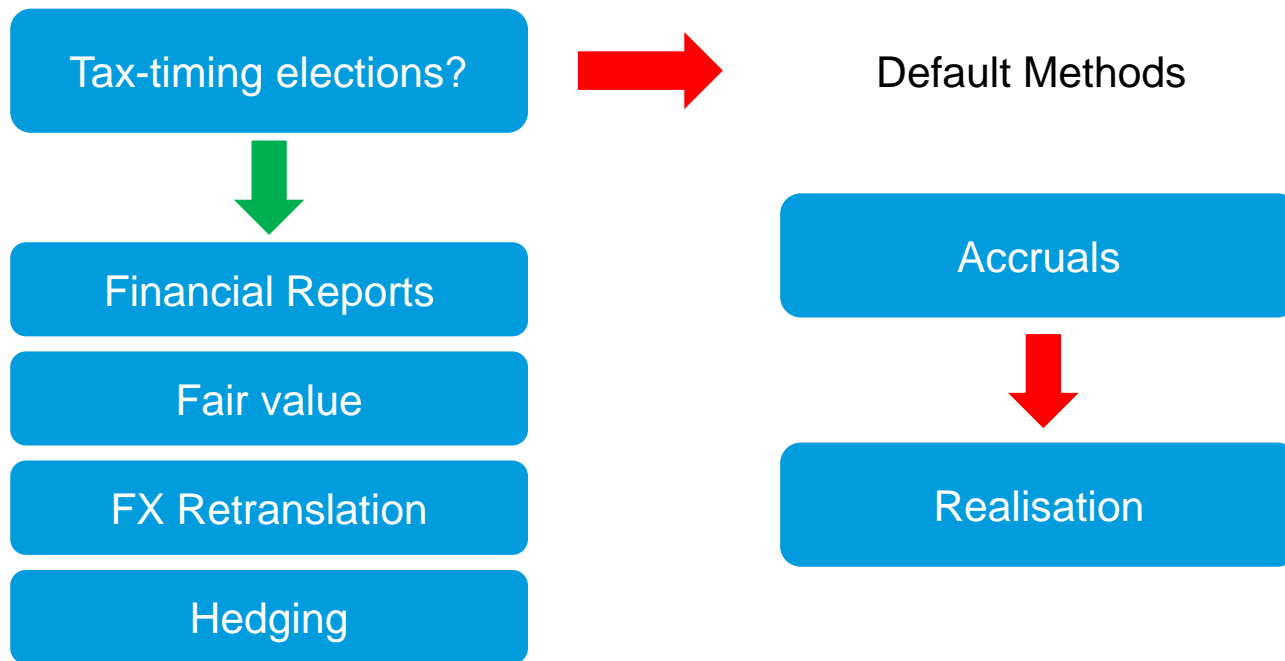 Tax-timing elections?
Default Methods
Financial Reports
Accruals
Fair value
FX Retranslation
Realisation
Hedging